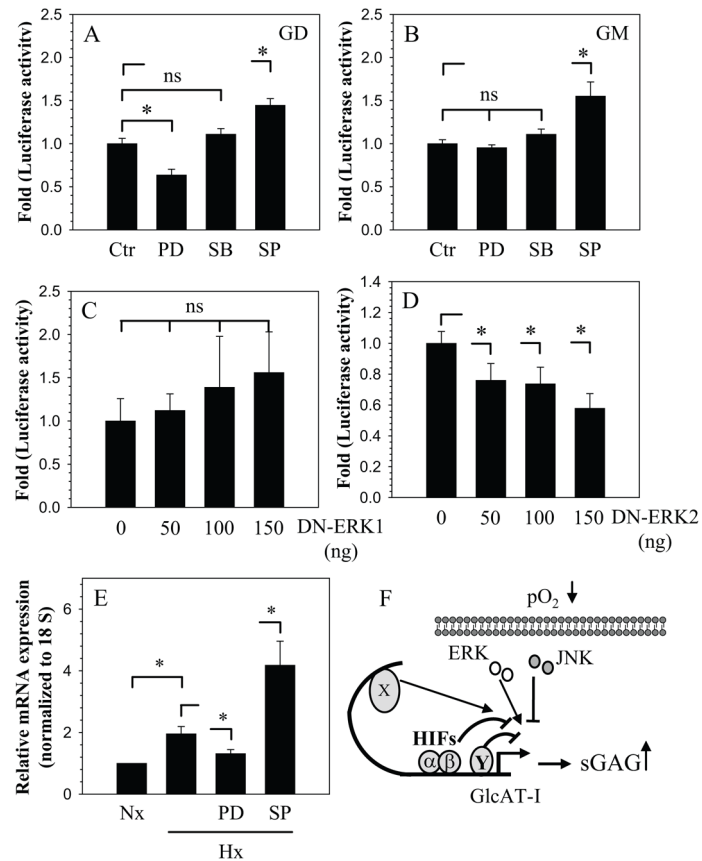 A
GD
Fold (Luciferase activity)
2.5
2.0
1.5
1.0
0.5
0.0
ns
*
*
Ctr PD SB SP
B
GM
Fold (Luciferase activity)
2.5
2.0
1.5
1.0
0.5
0.0
ns
*
Ctr PD SB SP
C
Fold (Luciferase activity)
2.5
2.0
1.5
1.0
0.5
0.0
ns
0 50 100 150 DN-ERK1
(ng)
D
Fold (Luciferase activity)
1.4
1.2
1.0
0.8
0.6
0.4
0.2
0.0
* * *
0 50 100 150 DN-ERK2
(ng)
E
Relative mRNA expression
(normalized to 18 S)
6
4
2
0
*
*
*
Nx PD SP
Hx
F
pO2
ERK JNK
X
HIFs
α β Y
sGAG
GlcAT-I